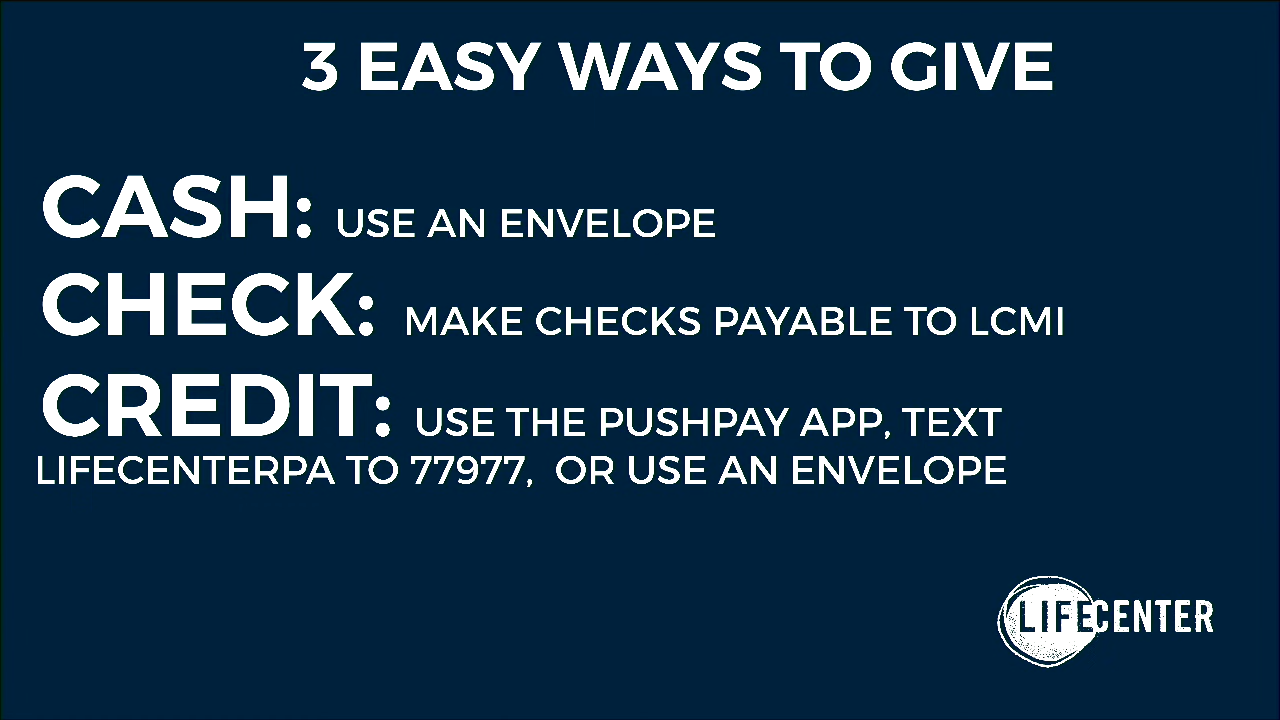 3 EASY WAYS TO GIVE
CASH: USE AN ENVELOPE
CHECK: MAKE CHECKS PAYABLE TO LCMI
CREDIT: USE THE PUSHPAY APP, TEXT
LIFECENTERPA TO 77977, OR USE AN ENVELOPE
LIFECENTER